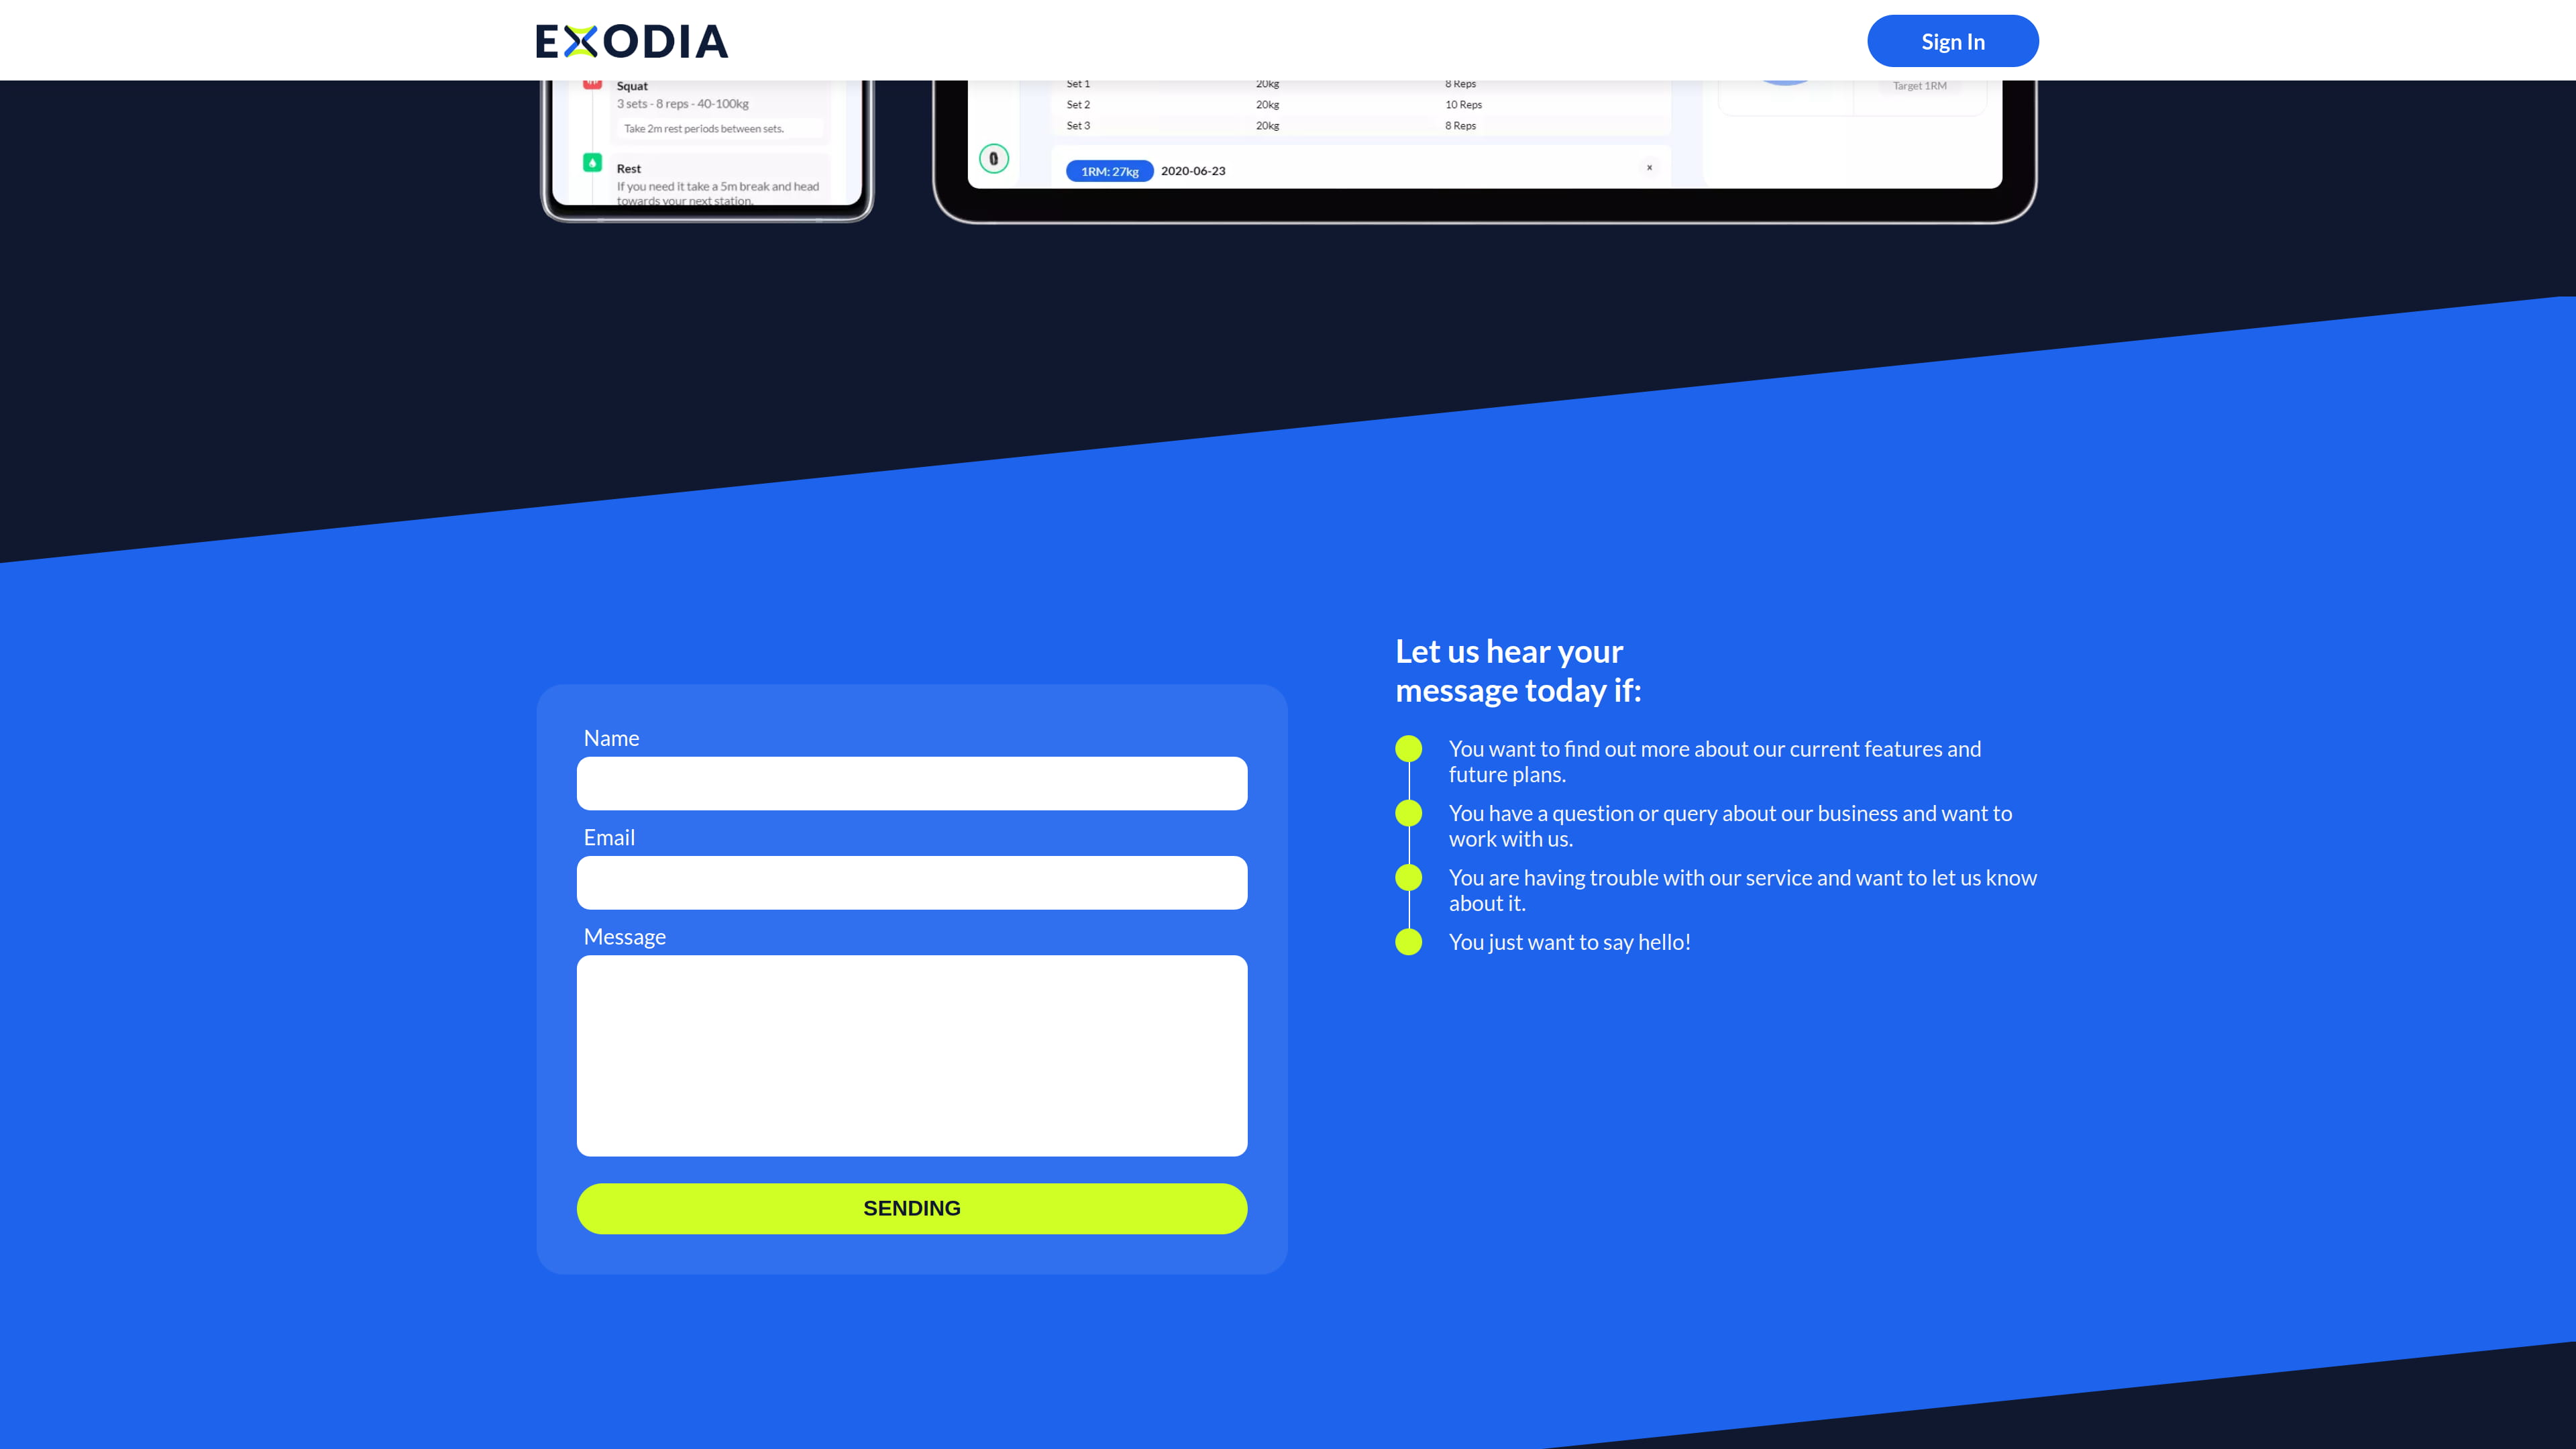 EXODIA
Sign In
Squat
3 sets - 8 reps - 40-100kg
Take 2m rest periods between sets.
Rest
If you need it take a 5m break and head
towards your next station.
Set 1 20kg 8 Reps
Set 2 20kg 10 Reps
Set 3 20kg 8 Reps
Target 1RM
1RM: 27kg 2020-06-23
Let us hear your
message today if:
You want to find out more about our current features and
future plans.
You have a question or query about our business and want to
work with us.
You are having trouble with our service and want to let us know
about it.
You just want to say hello!
Name
Email
Message
SENDING